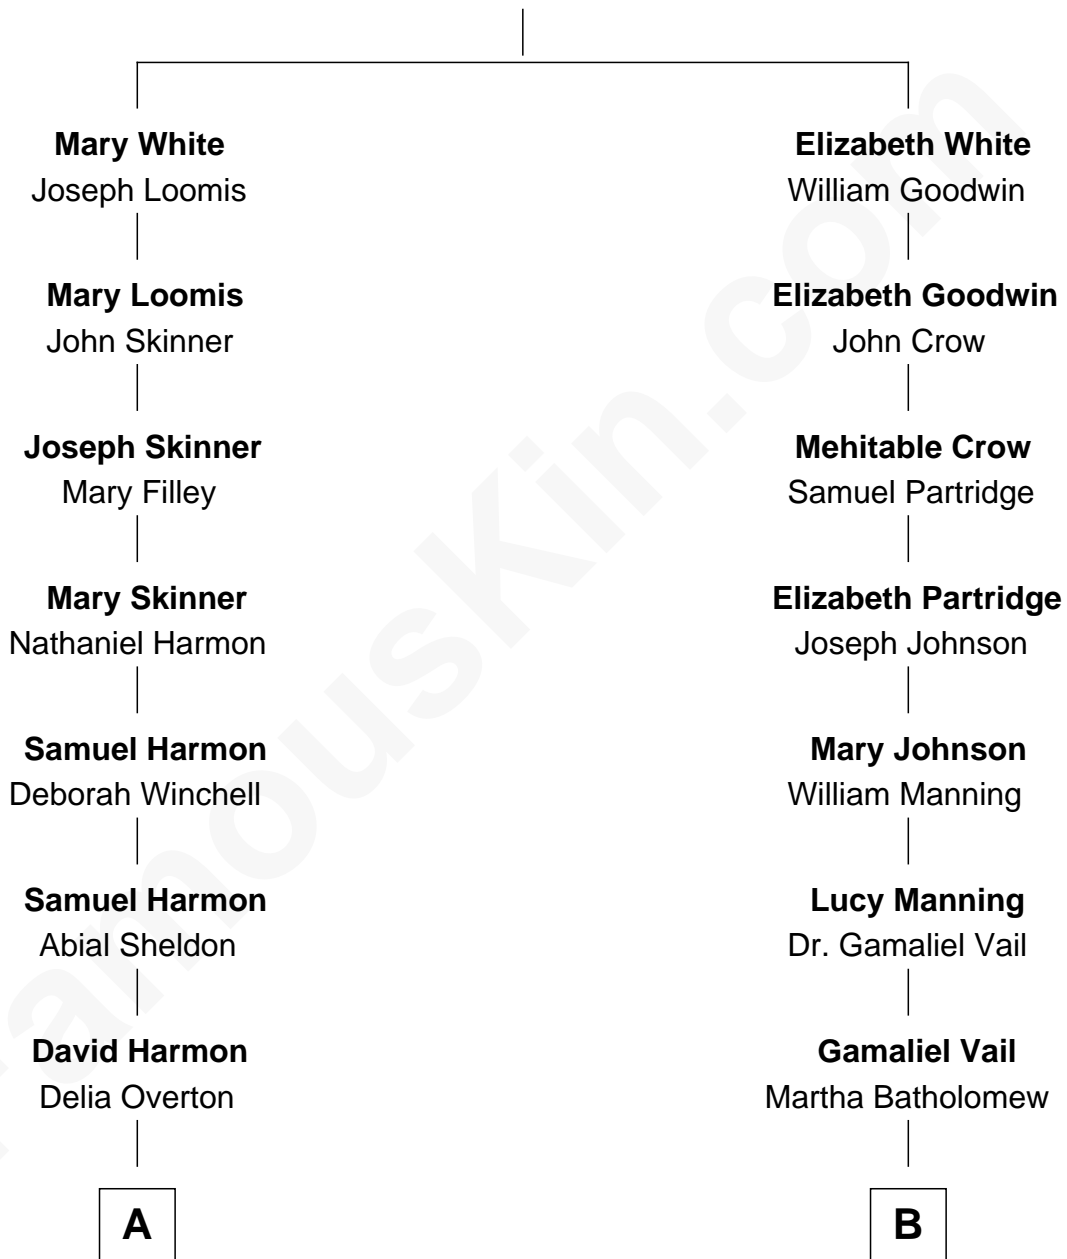 Mary White
Joseph Loomis
Mary Loomis
John Skinner
Joseph Skinner
Mary Filley
Mary Skinner
Nathaniel Harmon
Samuel Harmon
Deborah Winchell
Samuel Harmon
Abial Sheldon
David Harmon
Delia Overton
A
Elizabeth White
William Goodwin
Elizabeth Goodwin
John Crow
Mehitable Crow
Samuel Partridge
Elizabeth Partridge
Joseph Johnson
Mary Johnson
William Manning
Lucy Manning
Dr. Gamaliel Vail
Gamaliel Vail
Martha Batholomew
B
FamousKin.com